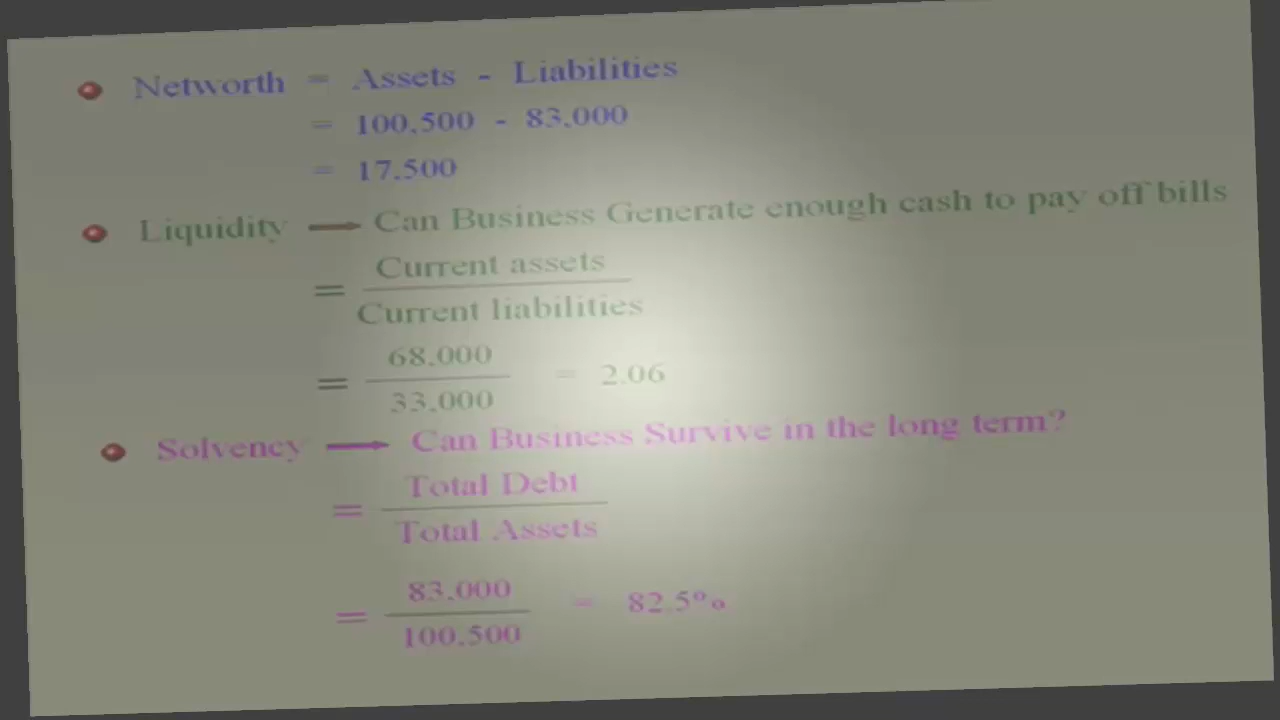 Networth = Assets - Liabilities
= 100,500 - 83,000
= 17,500
Liquidity → Can Business Generate enough cash to pay off bills
= Current assets
Current liabilities
= 68,000
33,000
= 2.06
Solvency → Can Business Survive in the long term?
= Total Debt
Total Assets
= 83,000
100,500
= 82.5%